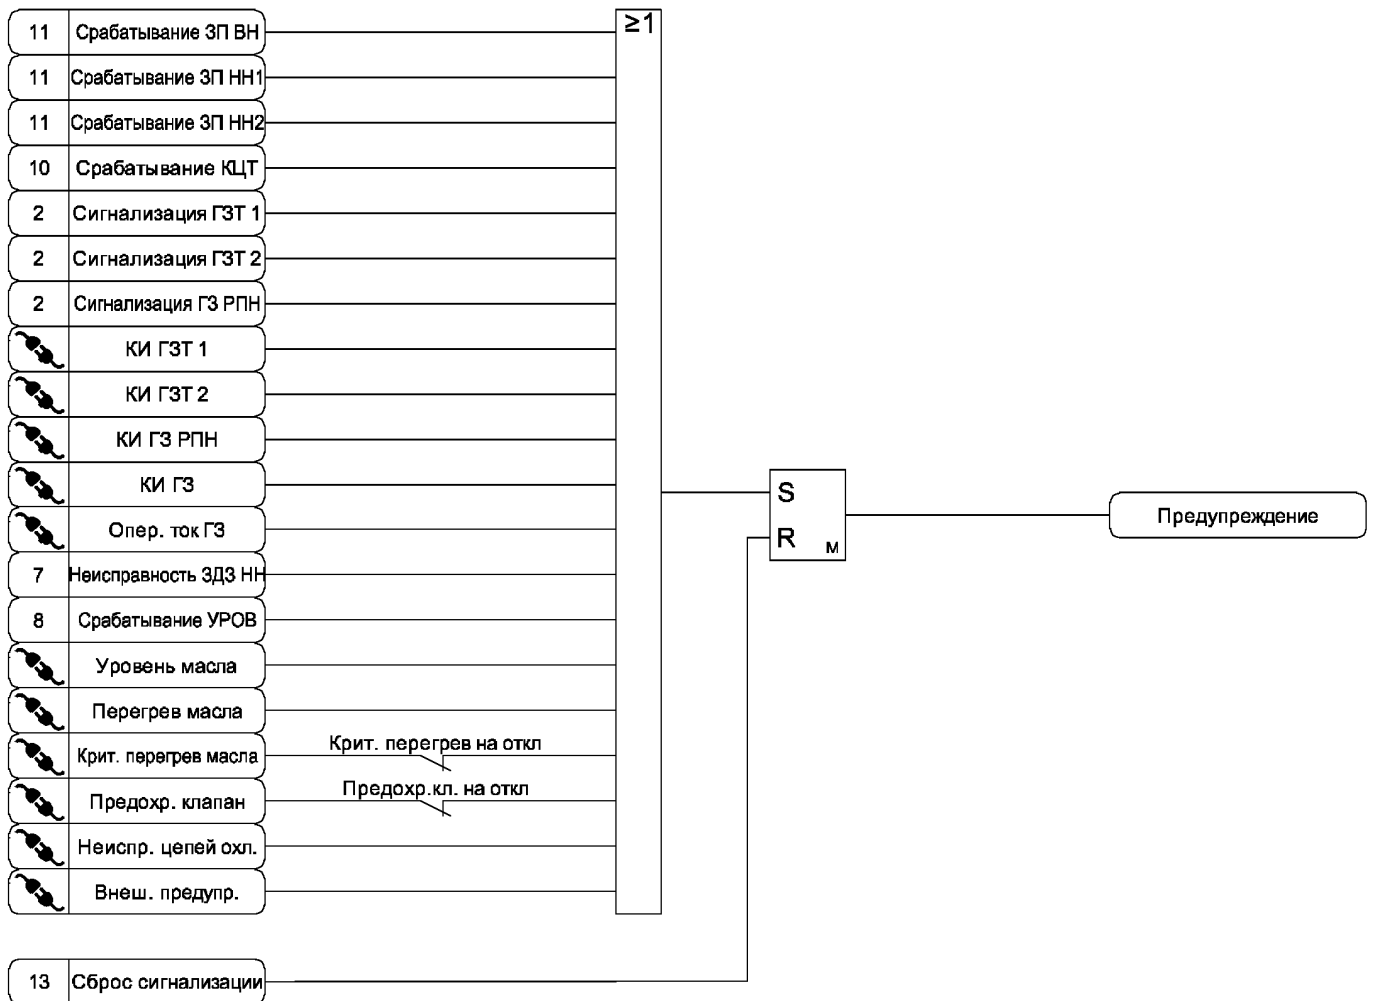 11 Срабатывание ЗП ВН
≥1
11 Срабатывание ЗП НН1
11 Срабатывание ЗП НН2
10 Срабатывание КЦТ
2 Сигнализация ГЗТ 1
2 Сигнализация ГЗТ 2
2 Сигнализация ГЗ РПН
КИ ГЗТ 1
КИ ГЗТ 2
КИ ГЗ РПН
КИ ГЗ
S
Опер. ток ГЗ
Предупреждение
R м
7 Неисправность ЗДЗ НН
8 Срабатывание УРОВ
Уровень масла
Перегрев масла
Крит. перегрев масла
Крит. перегрев на откл
Предохр. клапан
Предохр.кл. на откл
Неиспр. цепей охл.
Внеш. предупр.
13 Сброс сигнализации